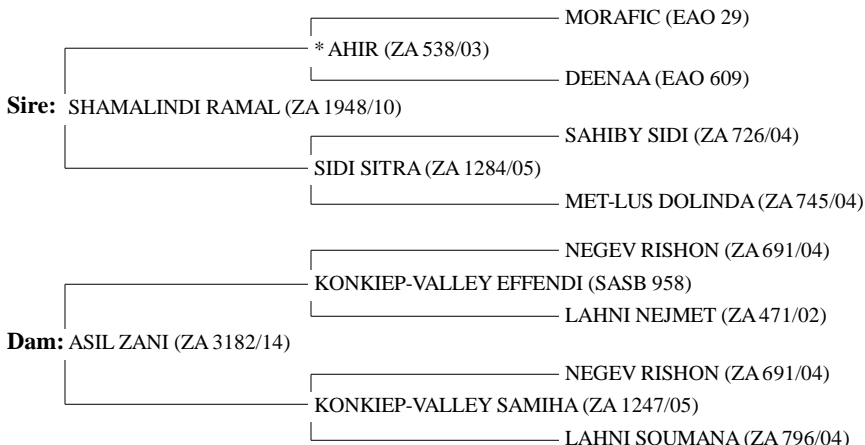 MORAFIC (EAO 29)
* AHIR (ZA 538/03)
DEENAA (EAO 609)
Sire: SHAMALINDI RAMAL (ZA 1948/10)
SAHIBY SIDI (ZA 726/04)
SIDI SITRA (ZA 1284/05)
MET-LUS DOLINDA (ZA 745/04)
NEGEV RISHON (ZA 691/04)
KONKIEP-VALLEY EFFENDI (SASB 958)
LAHNI NEJMET (ZA 471/02)
Dam: ASIL ZANI (ZA 3182/14)
NEGEV RISHON (ZA 691/04)
KONKIEP-VALLEY SAMIHA (ZA 1247/05)
LAHNI SOUMANA (ZA 796/04)